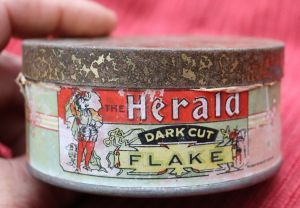 THE Herald
DARK CUT
FLAKE